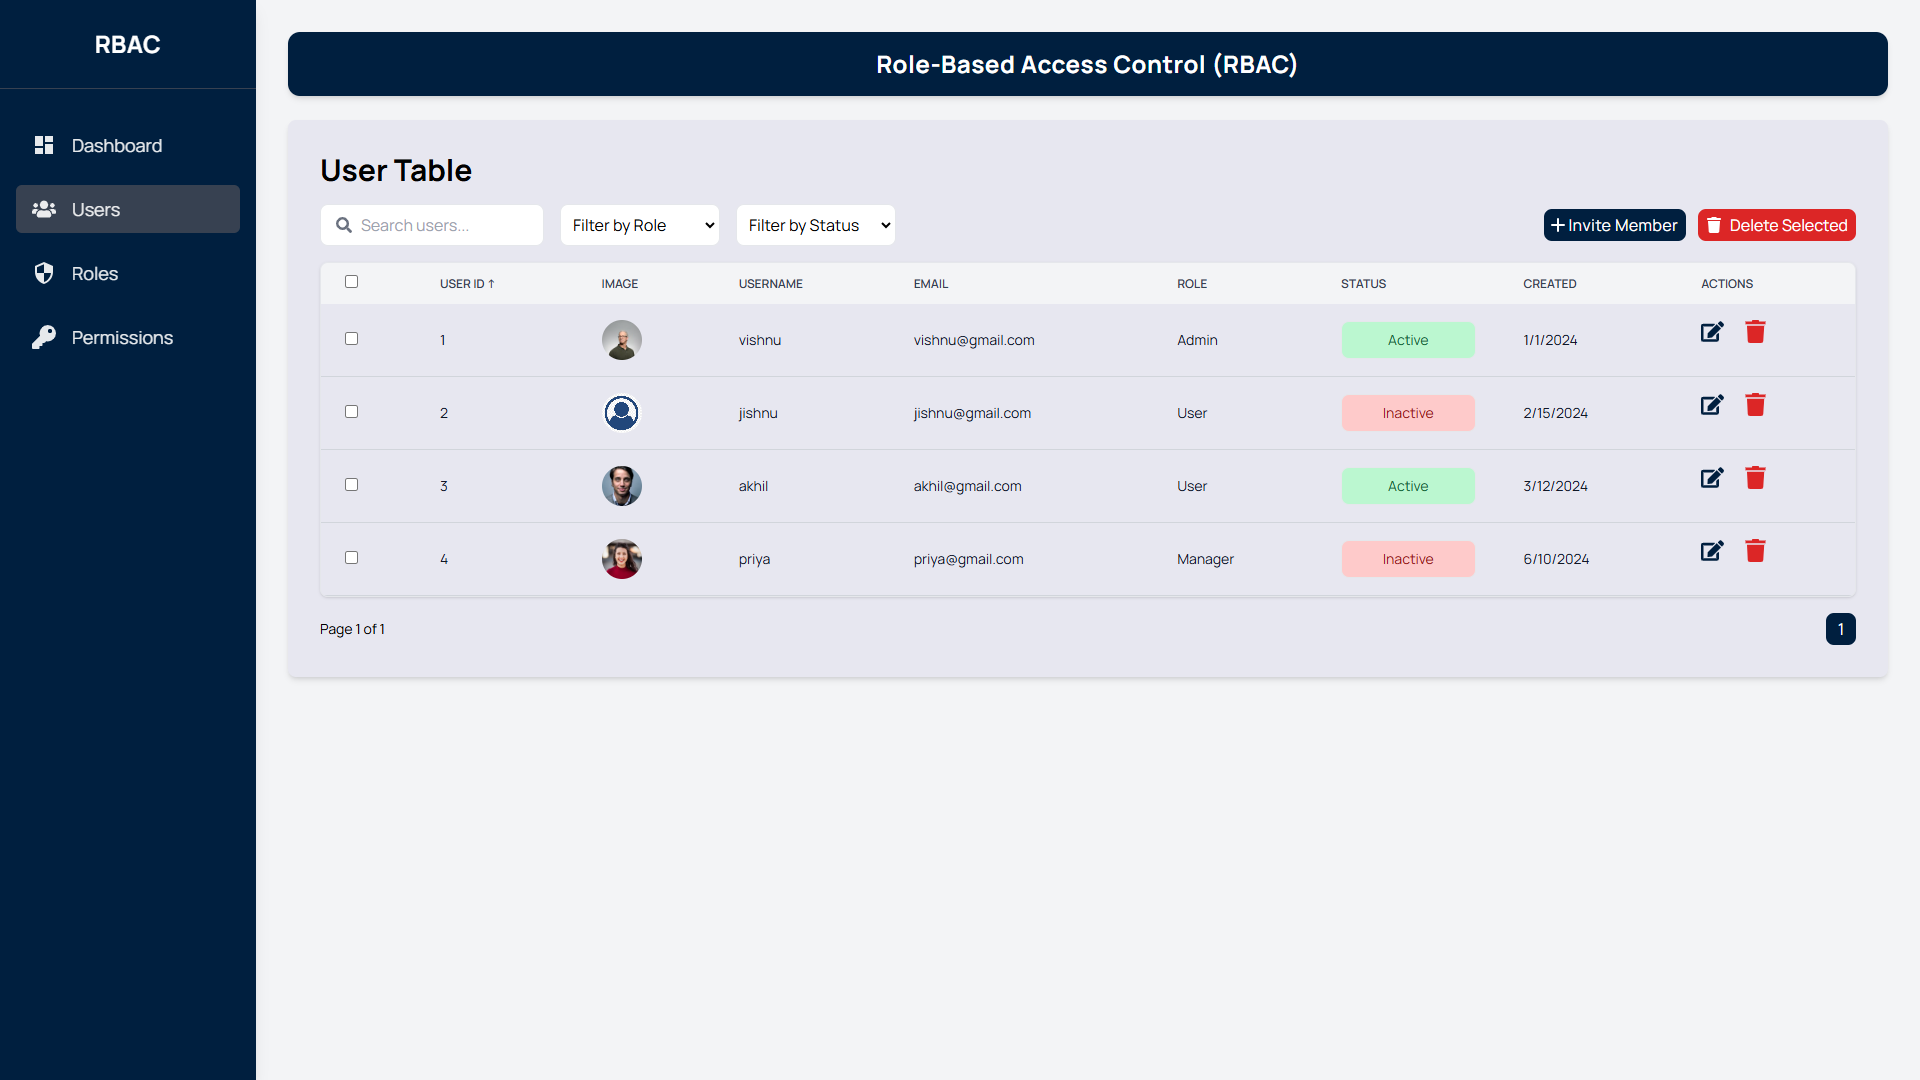 RBAC
Dashboard
Users
Roles
Permissions
Role-Based Access Control (RBAC)
User Table
Search users...
Filter by Role
Filter by Status
Invite Member
Delete Selected
USER ID ↑ IMAGE USERNAME EMAIL ROLE STATUS CREATED ACTIONS
1 vishnu vishnu@gmail.com Admin Active 1/1/2024
2 jishnu jishnu@gmail.com User Inactive 2/15/2024
3 akhil akhil@gmail.com User Active 3/12/2024
4 priya priya@gmail.com Manager Inactive 6/10/2024
Page 1 of 1
1